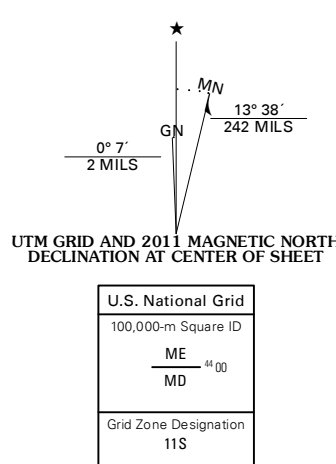 ★
MN
GN
13° 38´
242 MILS
0° 7´
2 MILS
UTM GRID AND 2011 MAGNETIC NORTH
DECLINATION AT CENTER OF SHEET
U.S. National Grid
100,000-m Square ID
ME
44 00
MD
Grid Zone Designation
11S